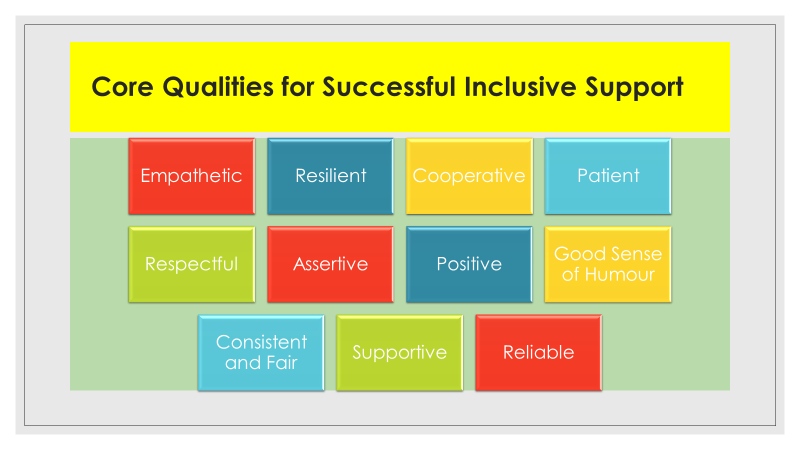 Core Qualities for Successful Inclusive Support
Empathetic
Resilient
Cooperative
Patient
Respectful
Assertive
Positive
Good Sense
of Humour
Consistent
and Fair
Supportive
Reliable